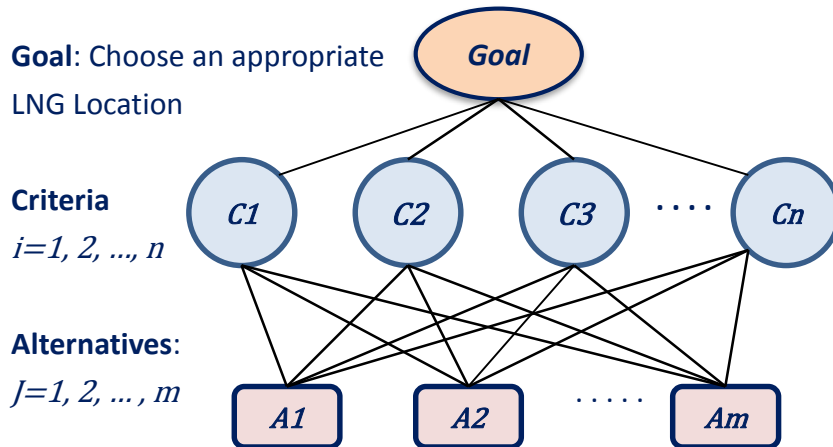 Goal: Choose an appropriate
LNG Location
Goal
Criteria
i=1, 2, ..., n
C1 C2 C3 .... Cn
Alternatives:
J=1, 2, ... , m
A1 A2 ..... Am